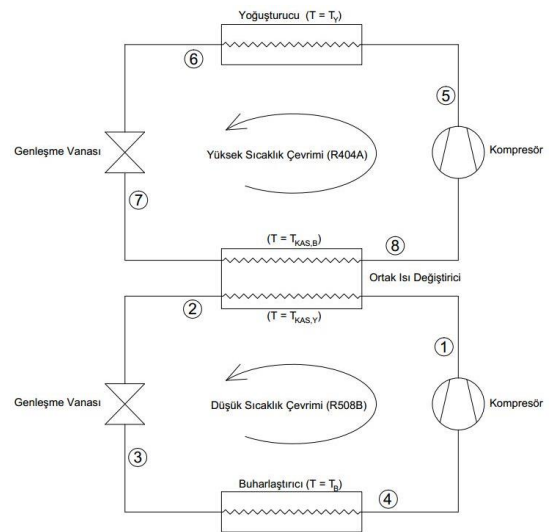 Yoğuşturucu (T = T_Y)
6
5
Genleşme Vanası
Yüksek Sıcaklık Çevrimi (R404A)
Kompresör
7
(T = T_KAS,B)
8
Ortak Isı Değiştirici
2
(T = T_KAS,Y)
1
Genleşme Vanası
Düşük Sıcaklık Çevrimi (R508B)
Kompresör
3
Buharlaştırıcı (T = T_B)
4